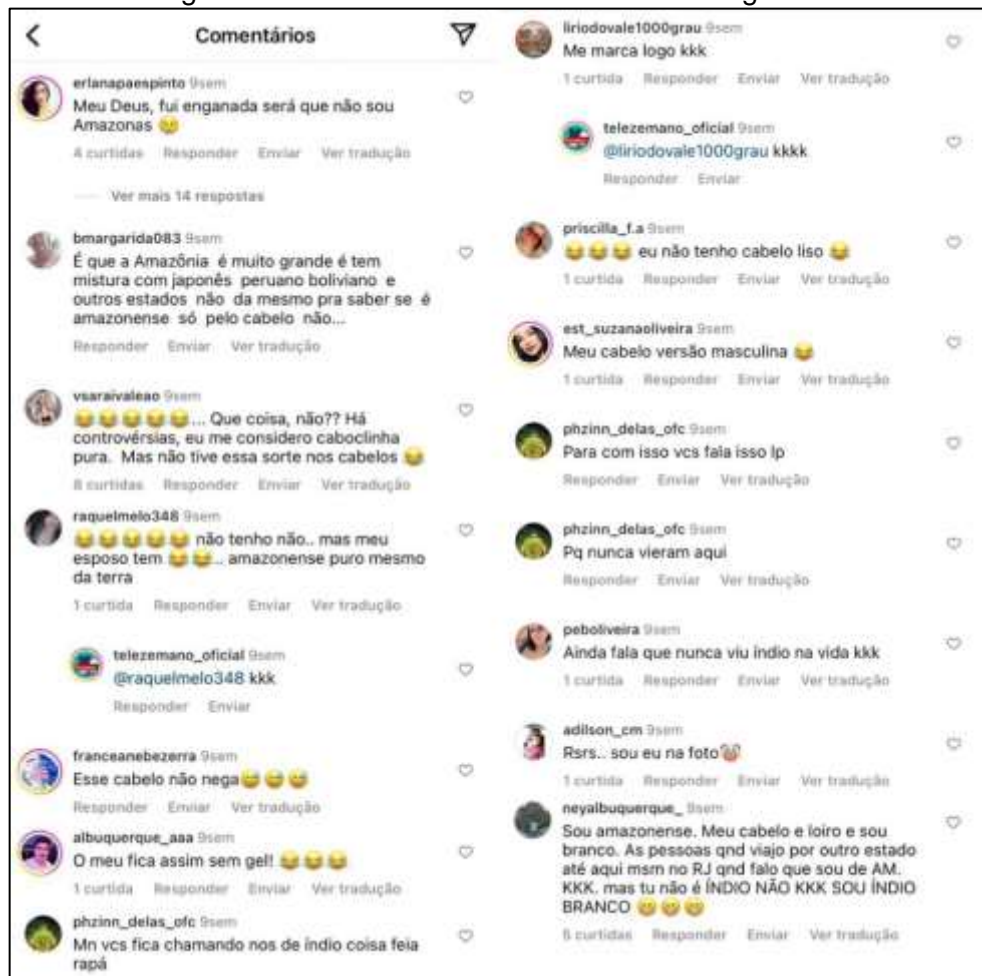 Comentários
erlanapaespinto 9sem
Meu Deus, fui enganada será que não sou
Amazonas 🥲
4 curtidas Responder Enviar Ver tradução
Ver mais 14 respostas
bmargarida083 9sem
É que a Amazônia é muito grande é tem
mistura com japonês peruano boliviano e
outros estados não da mesmo pra saber se é
amazonense só pelo cabelo não...
Responder Enviar Ver tradução
vsaraivaleao 9sem
😂😂😂😂😂... Que coisa, não?? Há
controvérsias, eu me considero caboclinha
pura. Mas não tive essa sorte nos cabelos 😂
8 curtidas Responder Enviar Ver tradução
raquelmelo348 9sem
😂😂😂😂😂 não tenho não.. mas meu
esposo tem 😂😂.. amazonense puro mesmo
da terra
1 curtida Responder Enviar Ver tradução
telezemano_oficial 9sem
@raquelmelo348 kkk
Responder Enviar
franceanebezerra 9sem
Esse cabelo não nega😅😅😅
Responder Enviar Ver tradução
albuquerque_aaa 9sem
O meu fica assim sem gel! 😂😂😂
1 curtida Responder Enviar Ver tradução
phzinn_delas_ofc 9sem
Mn vcs fica chamando nos de índio coisa feia
rapá
liriodovale1000grau 9sem
Me marca logo kkk
1 curtida Responder Enviar Ver tradução
telezemano_oficial 9sem
@liriodovale1000grau kkkk
Responder Enviar
priscilla_f.a 9sem
😂😂😂 eu não tenho cabelo liso 😂
1 curtida Responder Enviar Ver tradução
est_suzanaoliveira 9sem
Meu cabelo versão masculina 😂
1 curtida Responder Enviar Ver tradução
phzinn_delas_ofc 9sem
Para com isso vcs fala isso lp
Responder Enviar Ver tradução
phzinn_delas_ofc 9sem
Pq nunca vieram aqui
Responder Enviar Ver tradução
peboliveira 9sem
Ainda fala que nunca viu índio na vida kkk
1 curtida Responder Enviar Ver tradução
adilson_cm 9sem
Rsrs.. sou eu na foto🤡
1 curtida Responder Enviar Ver tradução
neyalbuquerque_ 9sem
Sou amazonense. Meu cabelo e loiro e sou
branco. As pessoas qnd viajo por outro estado
até aqui msm no RJ qnd falo que sou de AM.
KKK. mas tu não é ÍNDIO NÃO KKK SOU ÍNDIO
BRANCO 😁😁😁
5 curtidas Responder Enviar Ver tradução